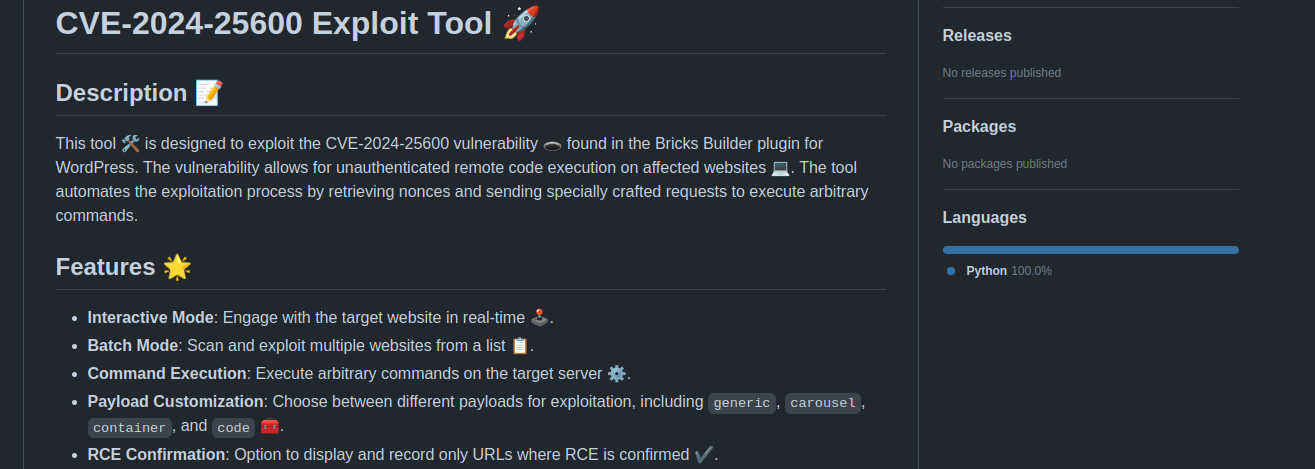 CVE-2024-25600 Exploit Tool 🚀
Description 📝
This tool 🛠️ is designed to exploit the CVE-2024-25600 vulnerability 🕳️ found in the Bricks Builder plugin for
WordPress. The vulnerability allows for unauthenticated remote code execution on affected websites 💻. The tool
automates the exploitation process by retrieving nonces and sending specially crafted requests to execute arbitrary
commands.
Features 🌟
• Interactive Mode: Engage with the target website in real-time 🕹️.
• Batch Mode: Scan and exploit multiple websites from a list 📋.
• Command Execution: Execute arbitrary commands on the target server ⚙️.
• Payload Customization: Choose between different payloads for exploitation, including generic, carousel,
container, and code 🧰.
• RCE Confirmation: Option to display and record only URLs where RCE is confirmed ✔️.
Releases
No releases published
Packages
No packages published
Languages
Python 100.0%